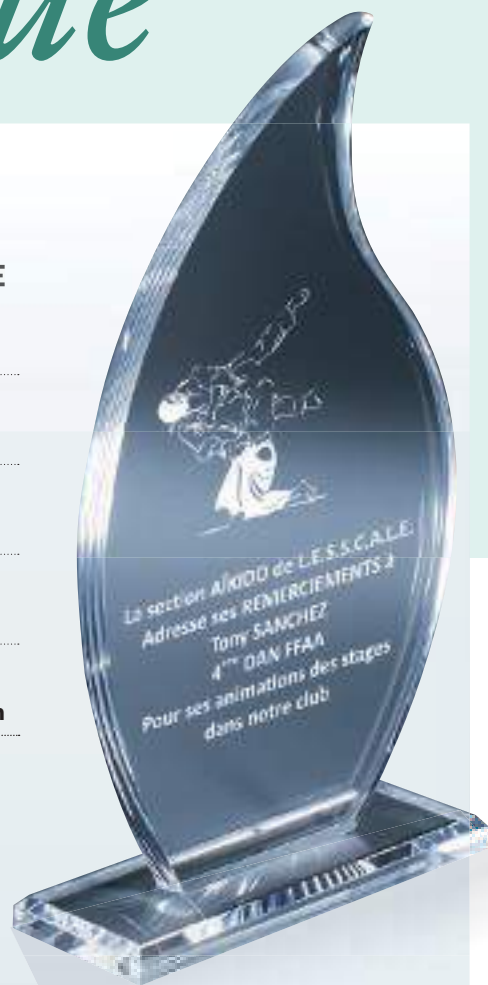 ue
E
n
La section AÏKIDO de L.E.S.S.C.A.L.E.
Adresse ses REMERCIEMENTS à
Tony SANCHEZ
4ème DAN FFAA
Pour ses animations des stages
dans notre club